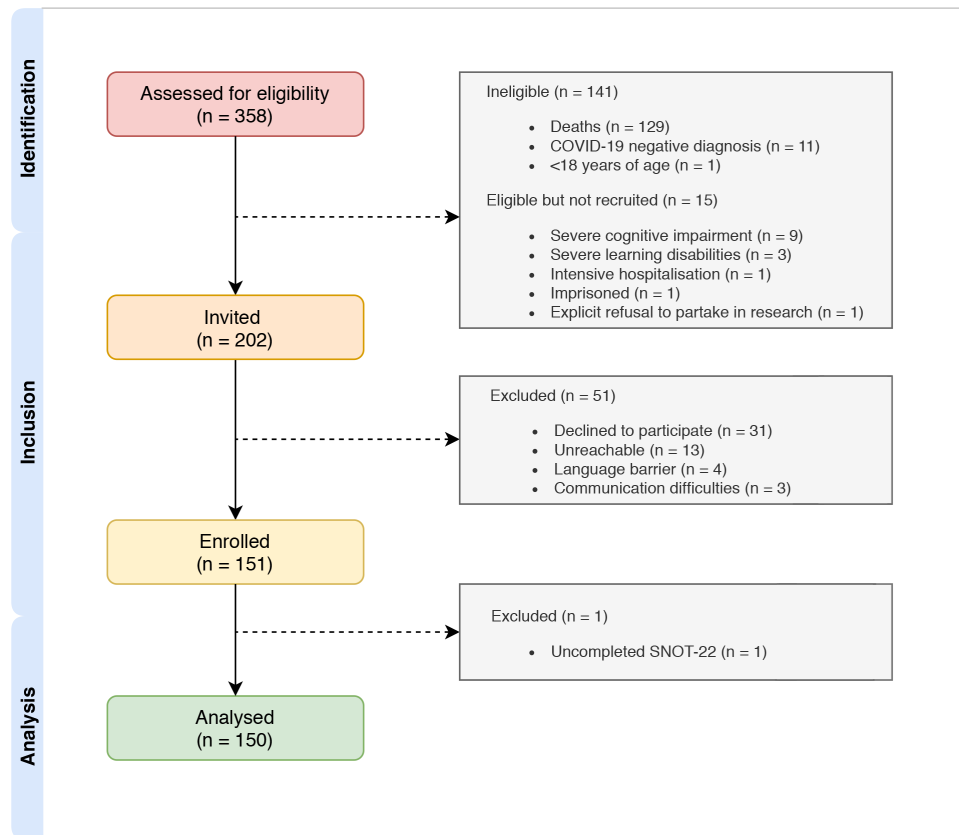 Identification
Assessed for eligibility
(n = 358)
Ineligible (n = 141)
• Deaths (n = 129)
• COVID-19 negative diagnosis (n = 11)
• <18 years of age (n = 1)
Eligible but not recruited (n = 15)
• Severe cognitive impairment (n = 9)
• Severe learning disabilities (n = 3)
• Intensive hospitalisation (n = 1)
• Imprisoned (n = 1)
• Explicit refusal to partake in research (n = 1)
Inclusion
Invited
(n = 202)
Excluded (n = 51)
• Declined to participate (n = 31)
• Unreachable (n = 13)
• Language barrier (n = 4)
• Communication difficulties (n = 3)
Enrolled
(n = 151)
Excluded (n = 1)
• Uncompleted SNOT-22 (n = 1)
Analysis
Analysed
(n = 150)